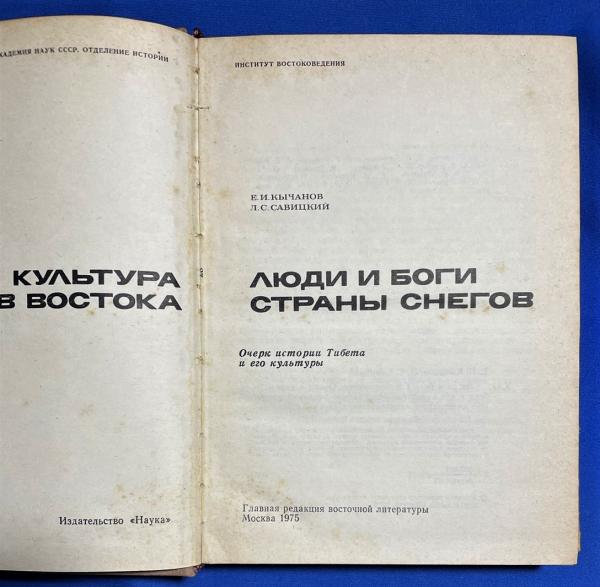 АКАДЕМИЯ НАУК СССР. ОТДЕЛЕНИЕ ИСТОРИИ
КУЛЬТУРА
В ВОСТОКА
Издательство «Наука»
ИНСТИТУТ ВОСТОКОВЕДЕНИЯ
Е. И. КЫЧАНОВ
Л. С. САВИЦКИЙ
ЛЮДИ И БОГИ
СТРАНЫ СНЕГОВ
Очерк истории Тибета
и его культуры
Главная редакция восточной литературы
Москва 1975